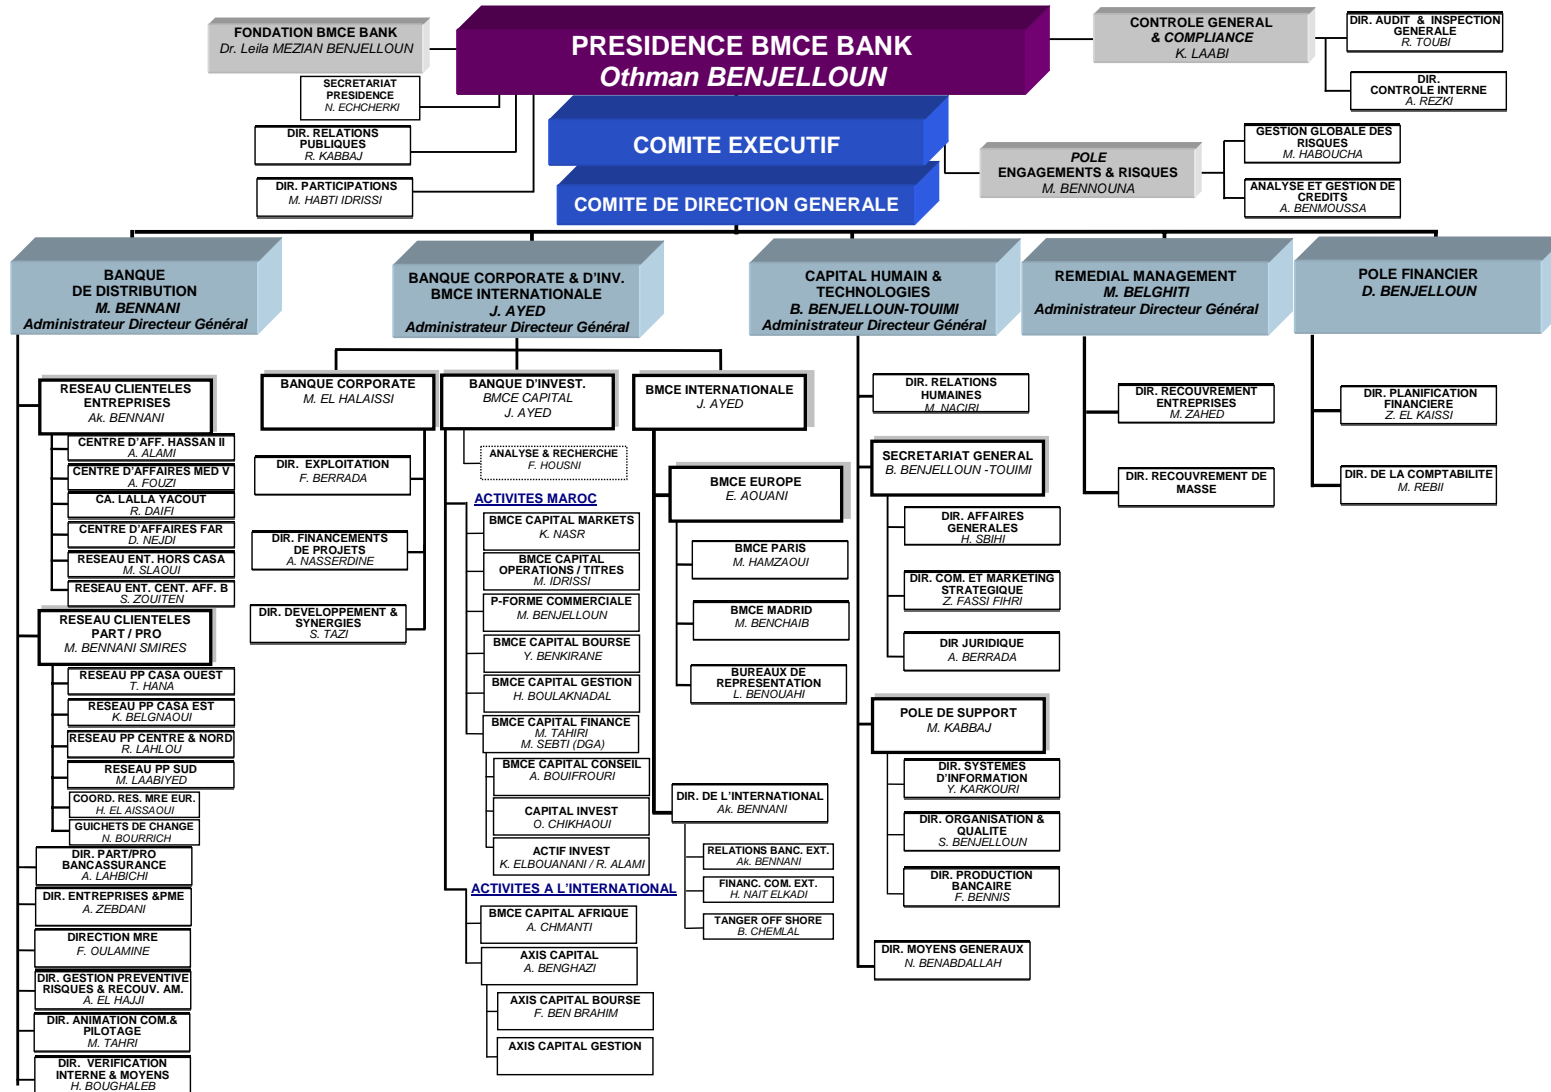 FONDATION BMCE BANK
Dr. Leila MEZIAN BENJELLOUN
PRESIDENCE BMCE BANK
Othman BENJELLOUN
CONTROLE GENERAL
& COMPLIANCE
K. LAABI
DIR. AUDIT & INSPECTION
GENERALE
R. TOUBI
DIR.
CONTROLE INTERNE
A. REZKI
SECRETARIAT
PRESIDENCE
N. ECHCHERKI
DIR. RELATIONS
PUBLIQUES
R. KABBAJ
DIR. PARTICIPATIONS
M. HABTI IDRISSI
COMITE EXECUTIF
COMITE DE DIRECTION GENERALE
POLE
ENGAGEMENTS & RISQUES
M. BENNOUNA
GESTION GLOBALE DES
RISQUES
M. HABOUCHA
ANALYSE ET GESTION DE
CREDITS
A. BENMOUSSA
BANQUE
DE DISTRIBUTION
M. BENNANI
Administrateur Directeur Général
BANQUE CORPORATE & D'INV.
BMCE INTERNATIONALE
J. AYED
Administrateur Directeur Général
CAPITAL HUMAIN &
TECHNOLOGIES
B. BENJELLOUN-TOUIMI
Administrateur Directeur Général
REMEDIAL MANAGEMENT
M. BELGHITI
Administrateur Directeur Général
POLE FINANCIER
D. BENJELLOUN
RESEAU CLIENTELES
ENTREPRISES
Ak. BENNANI
CENTRE D'AFF. HASSAN II
A. ALAMI
CENTRE D'AFFAIRES MED V
A. FOUZI
CA. LALLA YACOUT
R. DAIFI
CENTRE D'AFFAIRES FAR
D. NEJDI
RESEAU ENT. HORS CASA
M. SLAOUI
RESEAU ENT. CENT. AFF. B
S. ZOUITEN
RESEAU CLIENTELES
PART / PRO
M. BENNANI SMIRES
RESEAU PP CASA OUEST
T. HANA
RESEAU PP CASA EST
K. BELGNAOUI
RESEAU PP CENTRE & NORD
R. LAHLOU
RESEAU PP SUD
M. LAABIYED
COORD. RES. MRE EUR.
H. EL AISSAOUI
GUICHETS DE CHANGE
N. BOURRICH
DIR. PART/PRO
BANCASSURANCE
A. LAHBICHI
DIR. ENTREPRISES &PME
A. ZEBDANI
DIRECTION MRE
F. OULAMINE
DIR. GESTION PREVENTIVE
RISQUES & RECOUV. AM.
A. EL HAJJI
DIR. ANIMATION COM.&
PILOTAGE
M. TAHRI
DIR. VERIFICATION
INTERNE & MOYENS
H. BOUGHALEB
BANQUE CORPORATE
M. EL HALAISSI
DIR. EXPLOITATION
F. BERRADA
DIR. FINANCEMENTS
DE PROJETS
A. NASSERDINE
DIR. DEVELOPPEMENT &
SYNERGIES
S. TAZI
BANQUE D'INVEST.
BMCE CAPITAL
J. AYED
ANALYSE & RECHERCHE
F. HOUSNI
ACTIVITES MAROC
BMCE CAPITAL MARKETS
K. NASR
BMCE CAPITAL
OPERATIONS / TITRES
M. IDRISSI
P-FORME COMMERCIALE
M. BENJELLOUN
BMCE CAPITAL BOURSE
Y. BENKIRANE
BMCE CAPITAL GESTION
H. BOULAKNADAL
BMCE CAPITAL FINANCE
M. TAHIRI
M. SEBTI (DGA)
BMCE CAPITAL CONSEIL
A. BOUIFROURI
CAPITAL INVEST
O. CHIKHAOUI
ACTIF INVEST
K. ELBOUANANI / R. ALAMI
ACTIVITES A L'INTERNATIONAL
BMCE CAPITAL AFRIQUE
A. CHMANTI
AXIS CAPITAL
A. BENGHAZI
AXIS CAPITAL BOURSE
F. BEN BRAHIM
AXIS CAPITAL GESTION
BMCE INTERNATIONALE
J. AYED
BMCE EUROPE
E. AOUANI
BMCE PARIS
M. HAMZAOUI
BMCE MADRID
M. BENCHAIB
BUREAUX DE
REPRESENTATION
L. BENOUAHI
DIR. DE L'INTERNATIONAL
Ak. BENNANI
RELATIONS BANC. EXT.
Ak. BENNANI
FINANC. COM. EXT.
H. NAIT ELKADI
TANGER OFF SHORE
B. CHEMLAL
DIR. RELATIONS
HUMAINES
M. NACIRI
SECRETARIAT GENERAL
B. BENJELLOUN -TOUIMI
DIR. AFFAIRES
GENERALES
H. SBIHI
DIR. COM. ET MARKETING
STRATEGIQUE
Z. FASSI FIHRI
DIR JURIDIQUE
A. BERRADA
POLE DE SUPPORT
M. KABBAJ
DIR. SYSTEMES
D'INFORMATION
Y. KARKOURI
DIR. ORGANISATION &
QUALITE
S. BENJELLOUN
DIR. PRODUCTION
BANCAIRE
F. BENNIS
DIR. MOYENS GENERAUX
N. BENABDALLAH
DIR. RECOUVREMENT
ENTREPRISES
M. ZAHED
DIR. RECOUVREMENT DE
MASSE
DIR. PLANIFICATION
FINANCIERE
Z. EL KAISSI
DIR. DE LA COMPTABILITE
M. REBII